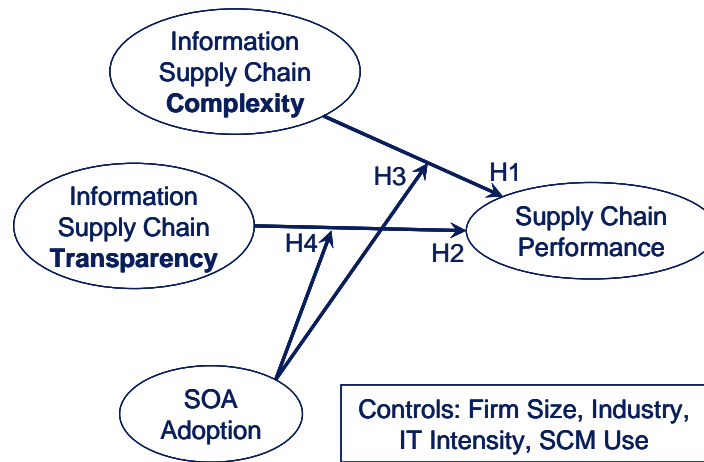 Information
Supply Chain
Complexity
H1
H3
Information
Supply Chain
Transparency
H4
H2
Supply Chain
Performance
SOA
Adoption
Controls: Firm Size, Industry,
IT Intensity, SCM Use